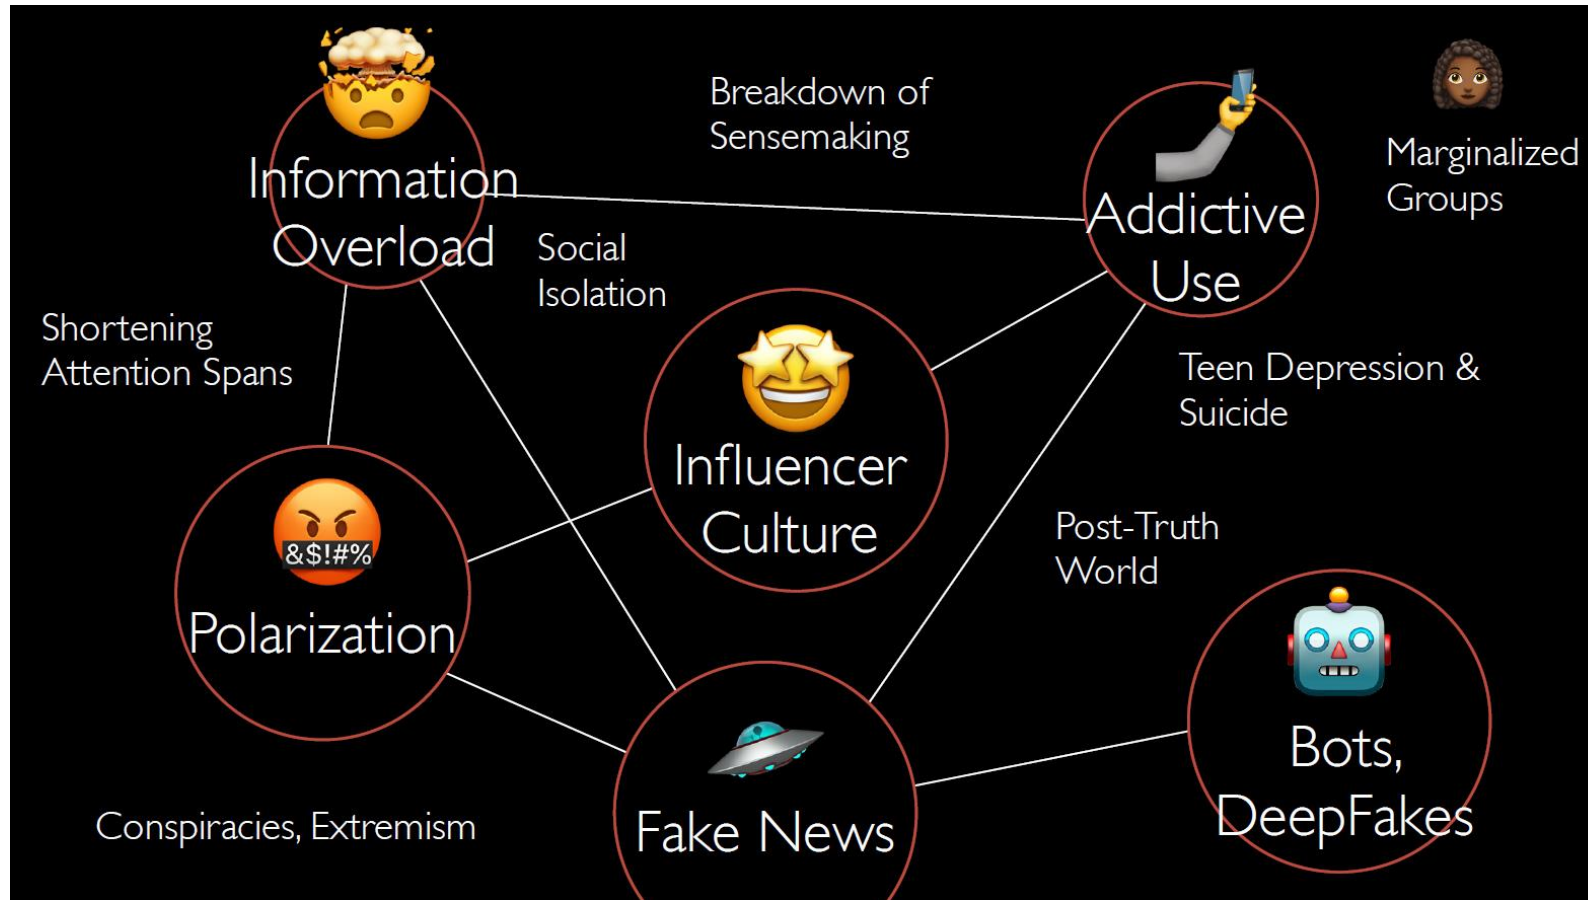 Information
Overload
Breakdown of
Sensemaking
Addictive
Use
Marginalized
Groups
Social
Isolation
Shortening
Attention Spans
Influencer
Culture
Teen Depression &
Suicide
&$!#%
Polarization
Post-Truth
World
Bots,
DeepFakes
Conspiracies, Extremism
Fake News